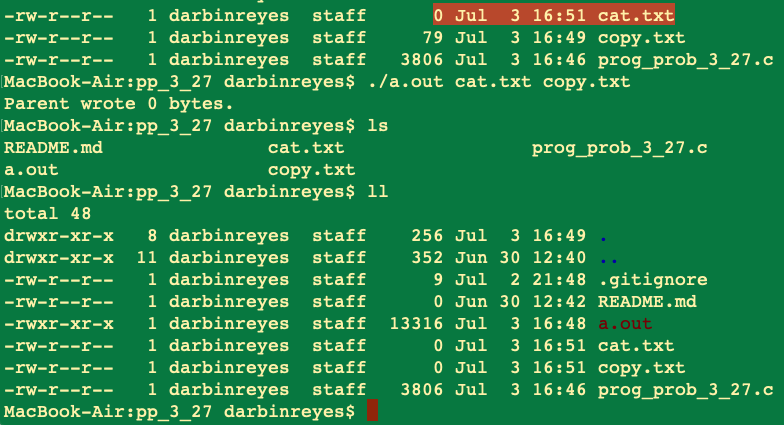 -rw-r--r--   1 darbinreyes  staff      0 Jul  3 16:51 cat.txt
-rw-r--r--   1 darbinreyes  staff     79 Jul  3 16:49 copy.txt
-rw-r--r--   1 darbinreyes  staff   3806 Jul  3 16:46 prog_prob_3_27.c
MacBook-Air:pp_3_27 darbinreyes$ ./a.out cat.txt copy.txt
Parent wrote 0 bytes.
MacBook-Air:pp_3_27 darbinreyes$ ls
README.md cat.txt prog_prob_3_27.c
a.out copy.txt
MacBook-Air:pp_3_27 darbinreyes$ ll
total 48
drwxr-xr-x   8 darbinreyes  staff    256 Jul  3 16:49 .
drwxr-xr-x  11 darbinreyes  staff    352 Jun 30 12:40 ..
-rw-r--r--   1 darbinreyes  staff      9 Jul  2 21:48 .gitignore
-rw-r--r--   1 darbinreyes  staff      0 Jun 30 12:42 README.md
-rwxr-xr-x   1 darbinreyes  staff  13316 Jul  3 16:48 a.out
-rw-r--r--   1 darbinreyes  staff      0 Jul  3 16:51 cat.txt
-rw-r--r--   1 darbinreyes  staff      0 Jul  3 16:51 copy.txt
-rw-r--r--   1 darbinreyes  staff   3806 Jul  3 16:46 prog_prob_3_27.c
MacBook-Air:pp_3_27 darbinreyes$